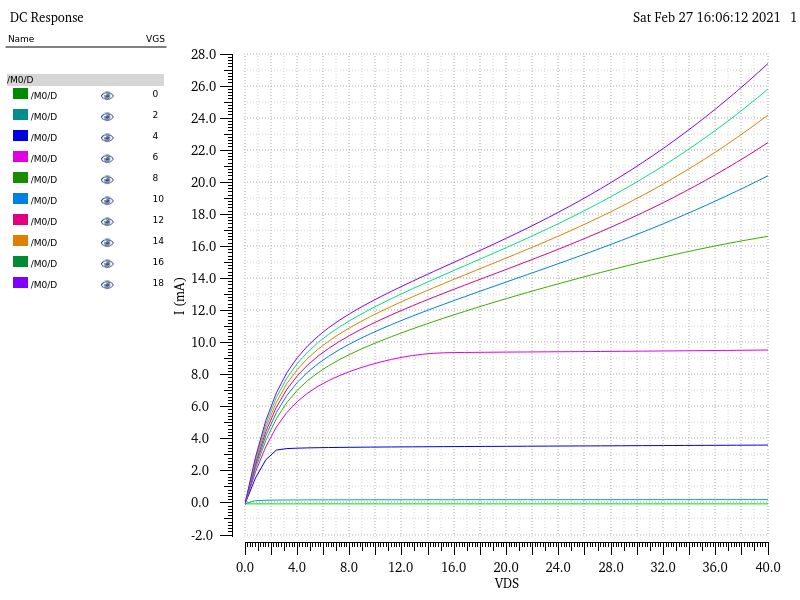 DC Response
Sat Feb 27 16:06:12 2021 1
Name VGS
/M0/D
/M0/D 0
/M0/D 2
/M0/D 4
/M0/D 6
/M0/D 8
/M0/D 10
/M0/D 12
/M0/D 14
/M0/D 16
/M0/D 18
28.0
26.0
24.0
22.0
20.0
18.0
16.0
14.0
12.0
10.0
8.0
6.0
4.0
2.0
0.0
-2.0
I (mA)
0.0 4.0 8.0 12.0 16.0 20.0 24.0 28.0 32.0 36.0 40.0
VDS